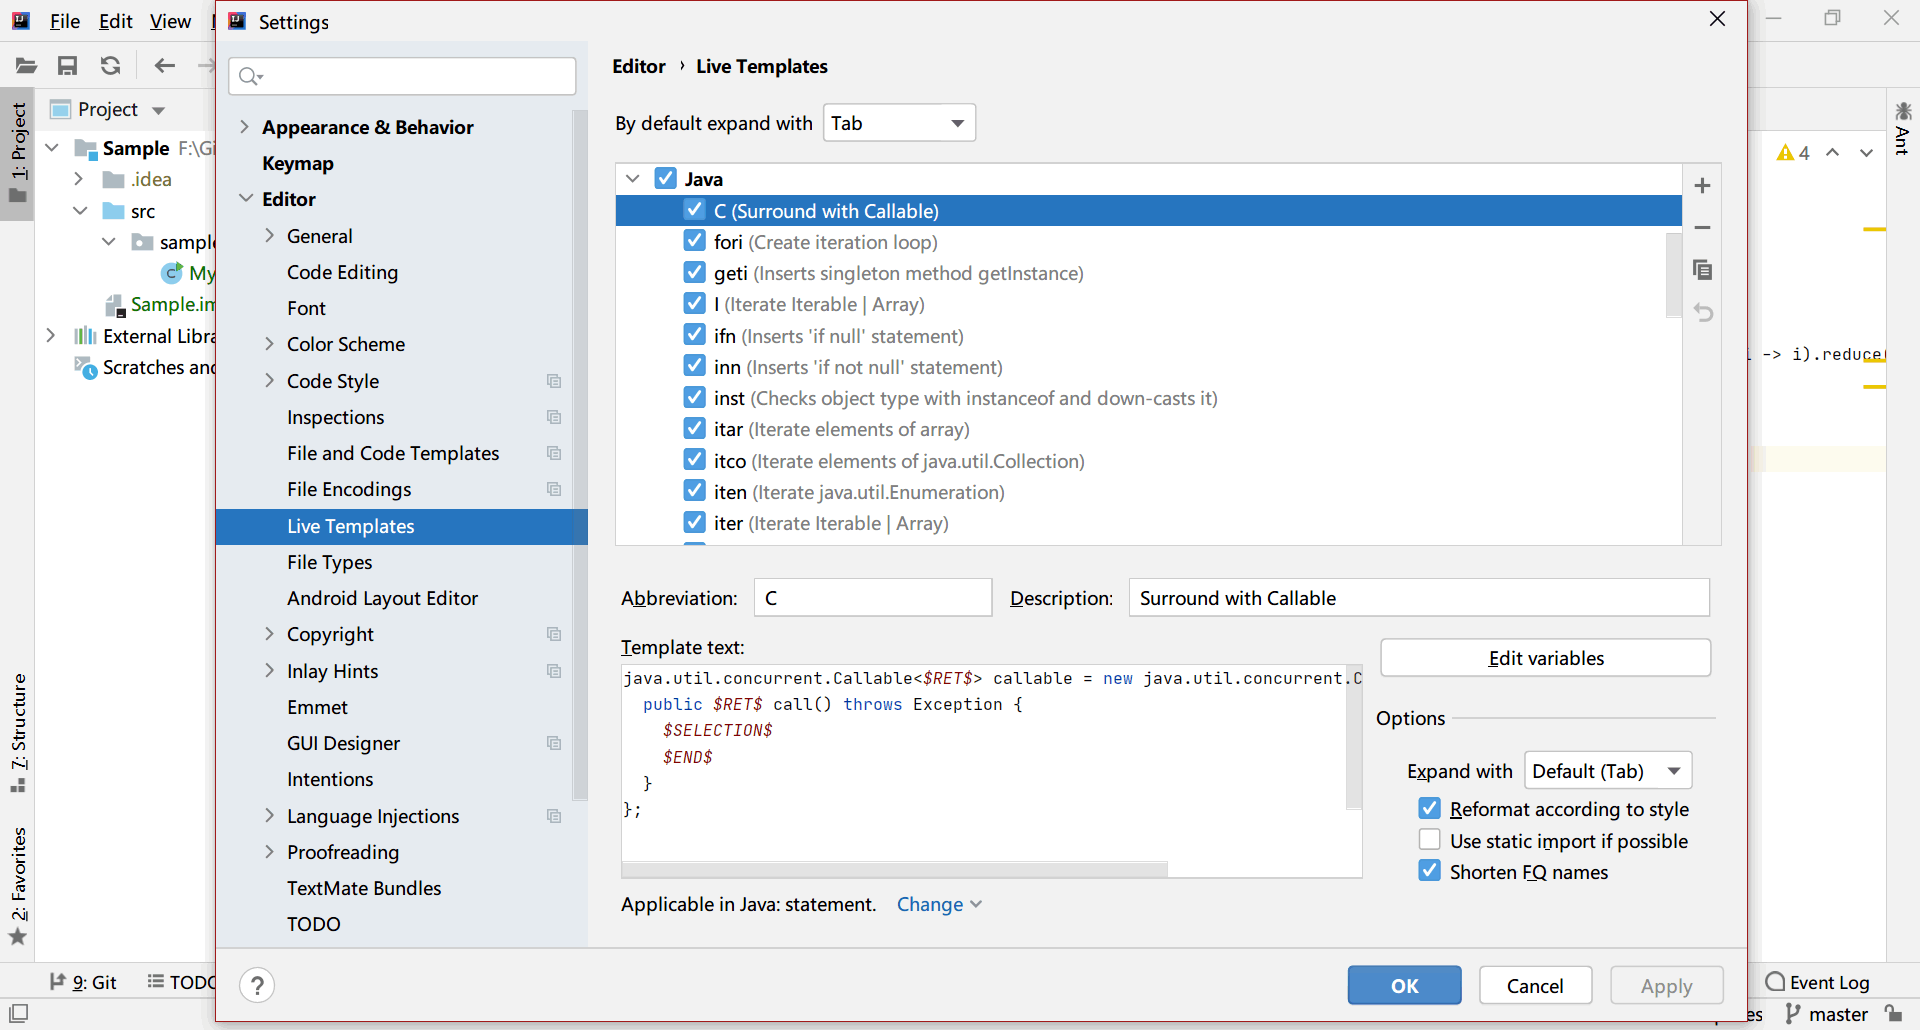 File Edit View
Settings
Editor › Live Templates
By default expand with Tab
Appearance & Behavior
Keymap
Editor
General
Code Editing
Font
Color Scheme
Code Style
Inspections
File and Code Templates
File Encodings
Live Templates
File Types
Android Layout Editor
Copyright
Inlay Hints
Emmet
GUI Designer
Intentions
Language Injections
Proofreading
TextMate Bundles
TODO
Java
C (Surround with Callable)
fori (Create iteration loop)
geti (Inserts singleton method getInstance)
I (Iterate Iterable | Array)
ifn (Inserts 'if null' statement)
inn (Inserts 'if not null' statement)
inst (Checks object type with instanceof and down-casts it)
itar (Iterate elements of array)
itco (Iterate elements of java.util.Collection)
iten (Iterate java.util.Enumeration)
iter (Iterate Iterable | Array)
Abbreviation: C Description: Surround with Callable
Template text:
java.util.concurrent.Callable<$RET$> callable = new java.util.concurrent.C
public $RET$ call() throws Exception {
$SELECTION$
$END$
}
};
Edit variables
Options
Expand with Default (Tab)
Reformat according to style
Use static import if possible
Shorten FQ names
Applicable in Java: statement. Change
? OK Cancel Apply
1: Project
7: Structure
2: Favorites
Project
Sample F:\Gi
.idea
src
sample
My
Sample.im
External Libra
Scratches and
4
-> i).reduce(
Ant
9: Git TODO
Event Log
es master